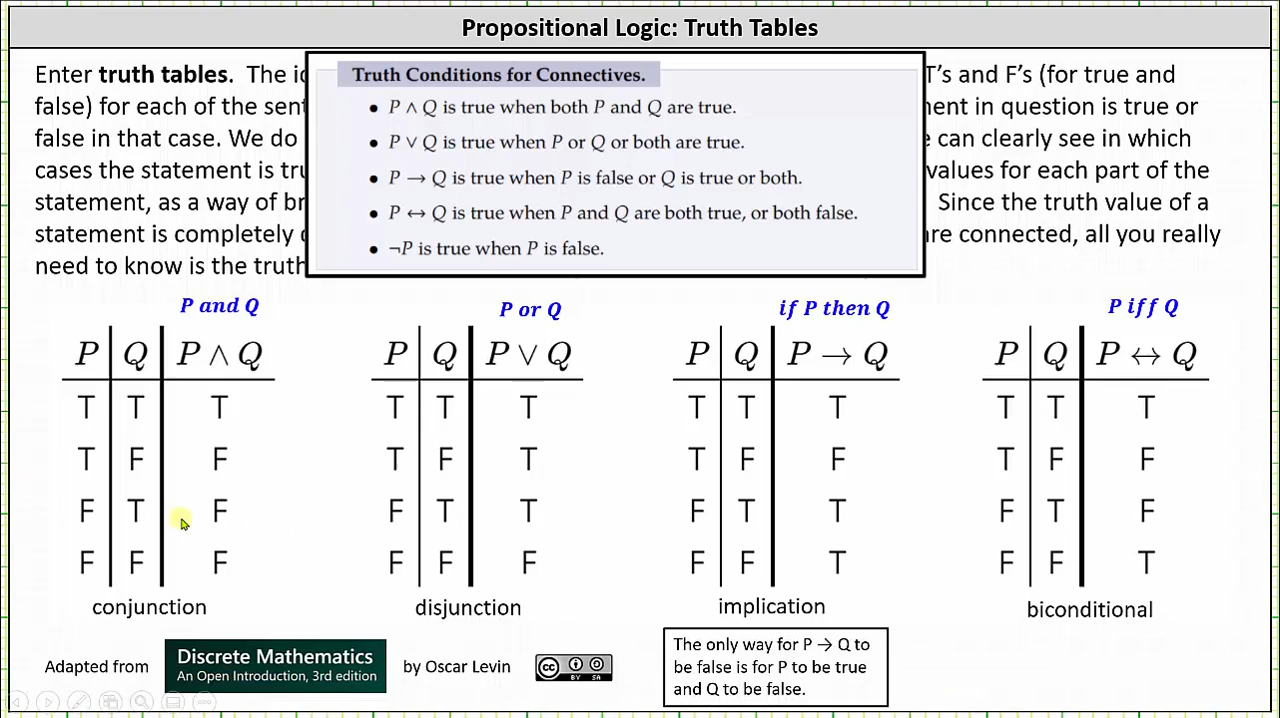 Propositional Logic: Truth Tables
Enter truth tables. The T's and F's (for true and
false) for each of the in question is true or
false in that case. We do can clearly see in which
cases the statement is values for each part of the
statement, as a way of Since the truth value of a
statement is completely connected, all you really
need to know is the
Truth Conditions for Connectives.
• P ∧ Q is true when both P and Q are true.
• P ∨ Q is true when P or Q or both are true.
• P → Q is true when P is false or Q is true or both.
• P ↔ Q is true when P and Q are both true, or both false.
• ¬P is true when P is false.
P and Q
P Q P ∧ Q
T T T
T F F
F T F
F F F
conjunction
P or Q
P Q P ∨ Q
T T T
T F T
F T T
F F F
disjunction
if P then Q
P Q P → Q
T T T
T F F
F T T
F F T
implication
P iff Q
P Q P ↔ Q
T T T
T F F
F T F
F F T
biconditional
Adapted from
Discrete Mathematics
An Open Introduction, 3rd edition
by Oscar Levin
cc
BY SA
The only way for P → Q to
be false is for P to be true
and Q to be false.